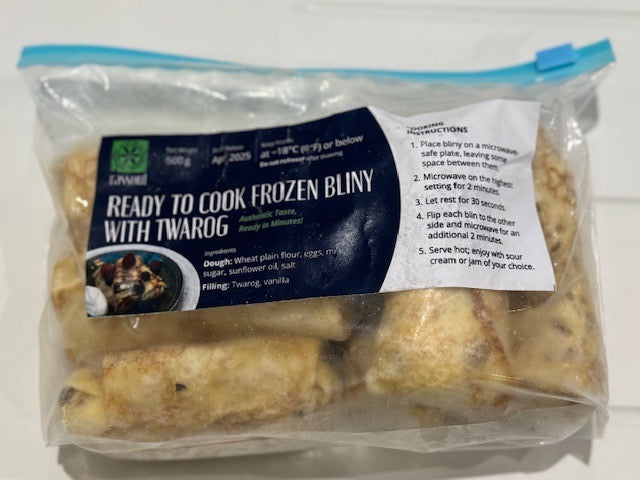 Net Weight
500g
Best Before
Apr 2025
Keep frozen
at −18°C (0°F) or below
Do not refreeze after thawing
READY TO COOK FROZEN BLINY
WITH TWAROG
Authentic Taste,
Ready in Minutes!
Ingredients
Dough: Wheat plain flour, eggs,
sugar, sunflower oil, salt
Filling: Twarog, vanilla
COOKING
INSTRUCTIONS
1. Place bliny on a microwave-
safe plate, leaving some
space between them.
2. Microwave on the highest
setting for 2 minutes.
3. Let rest for 30 seconds.
4. Flip each blin to the other
side and microwave for an
additional 2 minutes.
5. Serve hot; enjoy with sour
cream or jam of your choice.